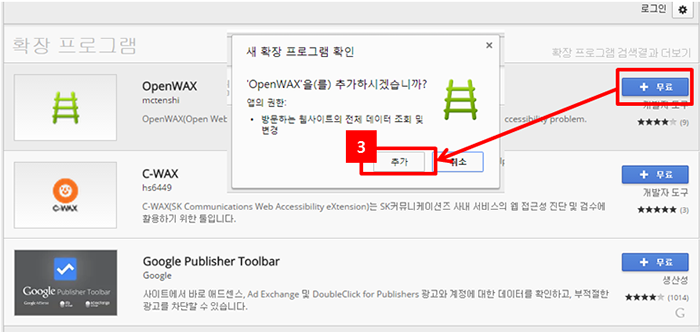 로그인
확장 프로그램
확장 프로그램 검색결과 더보기
새 확장 프로그램 확인
'OpenWAX'을(를) 추가하시겠습니까?
앱의 권한:
• 방문하는 웹사이트의 전체 데이터 조회 및
변경
3
추가
취소
OpenWAX
mctenshi
OpenWAX(Open Web
accessibility problem.
+ 무료
개발자 도구
(9)
C-WAX
C-WAX
hs6449
C-WAX(SK Communications Web Accessibility eXtension)는 SK커뮤니케이션즈 사내 서비스의 웹 접근성 진단 및 검수에
활용하기 위한 툴입니다.
+ 무료
개발자 도구
(3)
Google Publisher Toolbar
Google Publisher Toolbar
Google
사이트에서 바로 애드센스, Ad Exchange 및 DoubleClick for Publishers 광고와 계정에 대한 데이터를 확인하고, 부적절한
광고를 차단할 수 있습니다.
+ 무료
생산성
(1014)
G